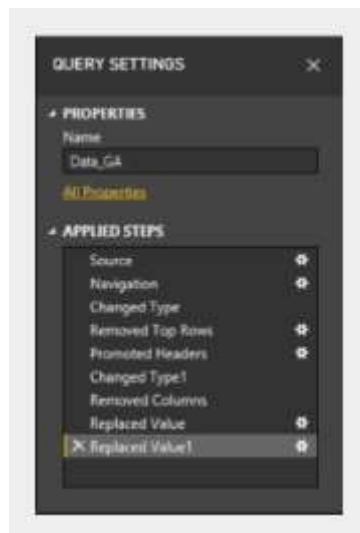 QUERY SETTINGS
PROPERTIES
Name
Data_GA
All Properties
APPLIED STEPS
Source
Navigation
Changed Type
Removed Top Rows
Promoted Headers
Changed Type1
Removed Columns
Replaced Value
Replaced Value1